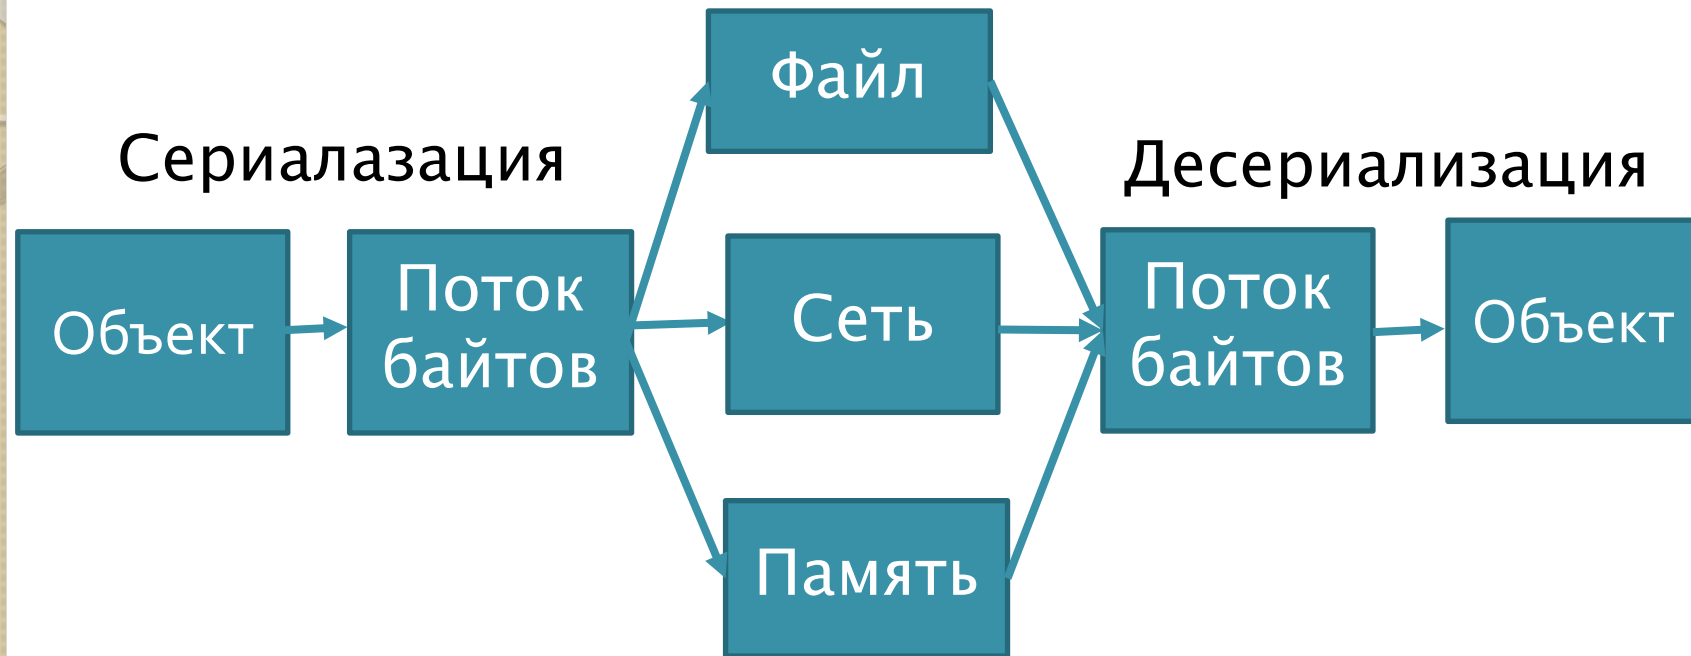 Файл
Сериалазация
Десериализация
Объект
Поток
байтов
Сеть
Поток
байтов
Объект
Память